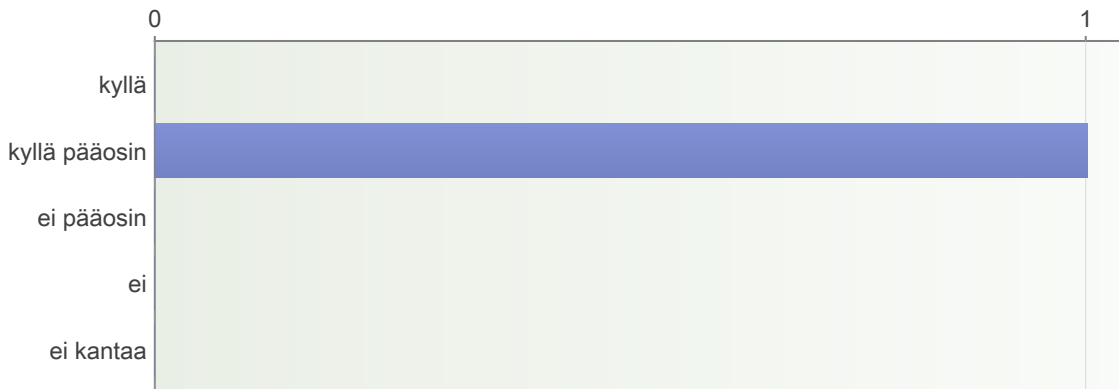 0 1
kyllä
kyllä pääosin
ei pääosin
ei
ei kantaa